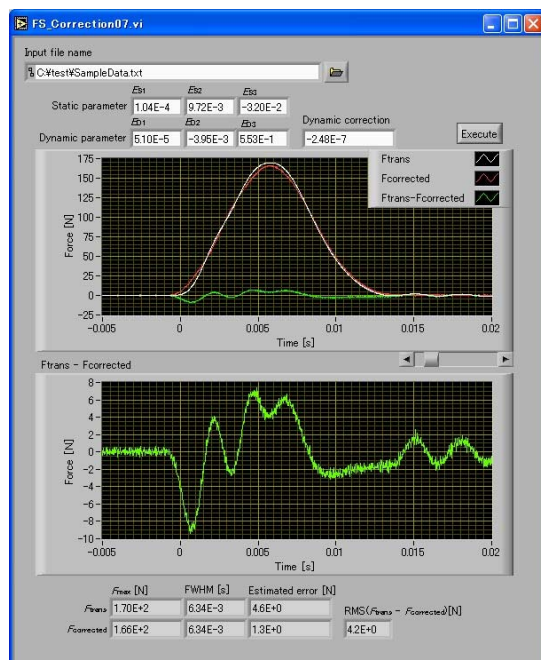 FS_Correction07.vi
Input file name
C:¥test¥SampleData.txt
ES1 ES2 ES3
Static parameter 1.04E-4 9.72E-3 -3.20E-2
ED1 ED2 ED3 Dynamic correction
Dynamic parameter 5.10E-5 -3.95E-3 5.53E-1 -2.48E-7 Execute
Ftrans
Fcorrected
Ftrans-Fcorrected
175
150
125
100
75
50
25
0
-25
Force [N]
-0.005 0 0.005 0.01 0.015 0.02
Time [s]
Ftrans - Fcorrected
8
6
4
2
0
-2
-4
-6
-8
-10
Force [N]
-0.005 0 0.005 0.01 0.015 0.02
Time [s]
Fmax [N] FWHM [s] Estimated error [N]
Ftrans 1.70E+2 6.34E-3 4.6E+0 RMS(Ftrans - Fcorrected)[N]
Fcorrected 1.66E+2 6.34E-3 1.3E+0 4.2E+0